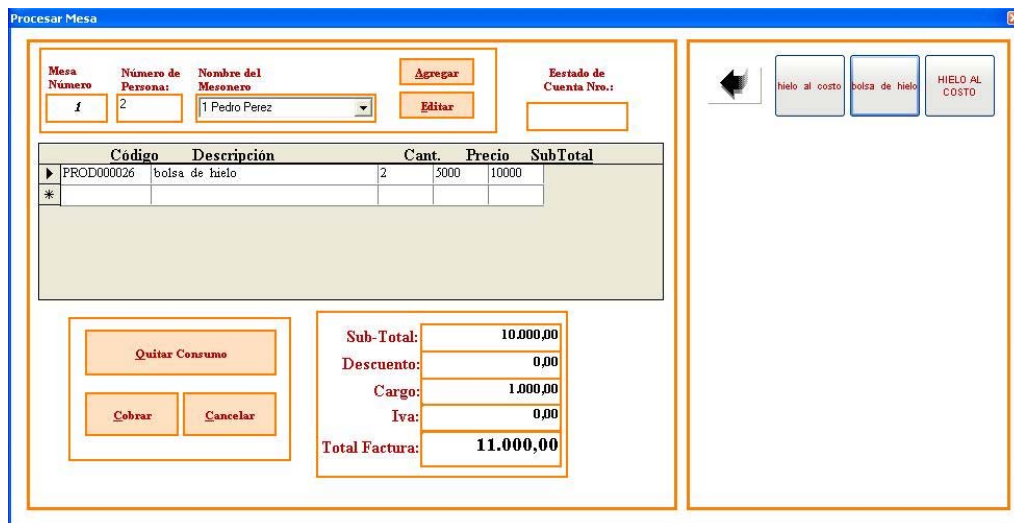 Procesar Mesa
Mesa Número
Número de Persona:
Nombre del Mesonero
Agregar
Eestado de Cuenta Nro.:
1
2
1 Pedro Perez
Editar
hielo al costo
bolsa de hielo
HIELO AL COSTO
Código Descripción Cant. Precio SubTotal
PROD000026 bolsa de hielo 2 5000 10000
Quitar Consumo
Cobrar
Cancelar
Sub-Total: 10.000,00
Descuento: 0,00
Cargo: 1.000,00
Iva: 0,00
Total Factura: 11.000,00